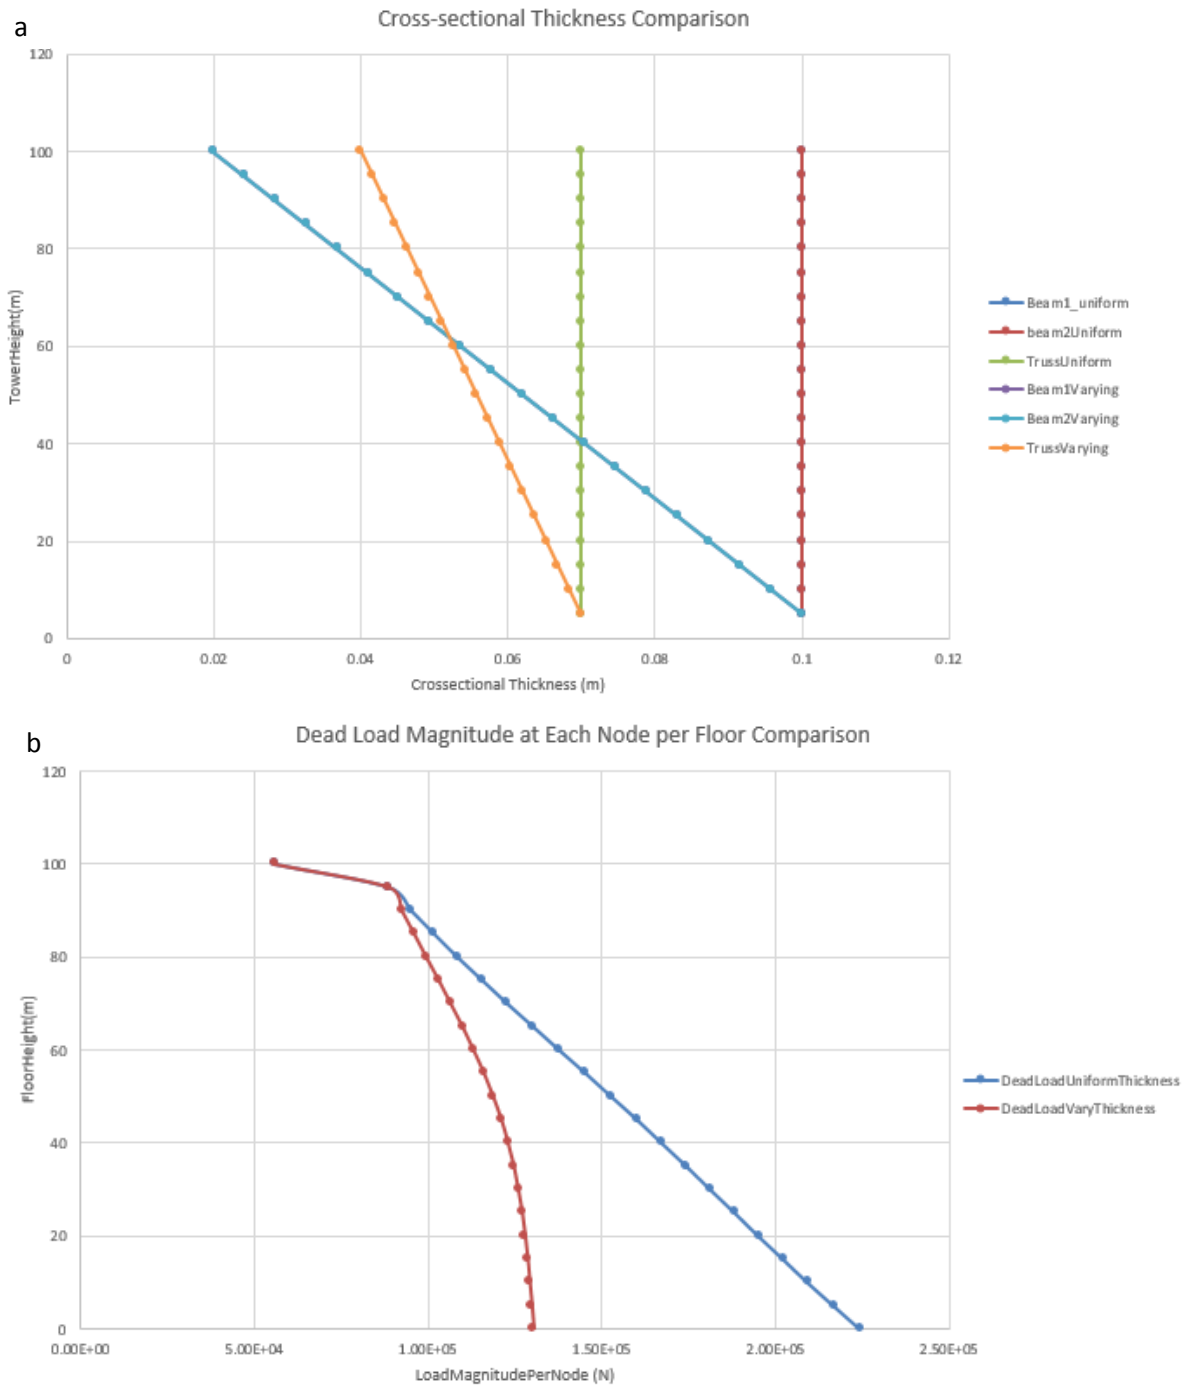 a
Cross-sectional Thickness Comparison
120
100
80
60
40
20
0
TowerHeight(m)
0 0.02 0.04 0.06 0.08 0.1 0.12
Crossectional Thickness (m)
Beam1_uniform
beam2Uniform
TrussUniform
Beam1Varying
Beam2Varying
TrussVarying
b
Dead Load Magnitude at Each Node per Floor Comparison
120
100
80
60
40
20
0
FloorHeight(m)
0.00E+00 5.00E+04 1.00E+05 1.50E+05 2.00E+05 2.50E+05
LoadMagnitudePerNode (N)
DeadLoadUniformThickness
DeadLoadVaryThickness